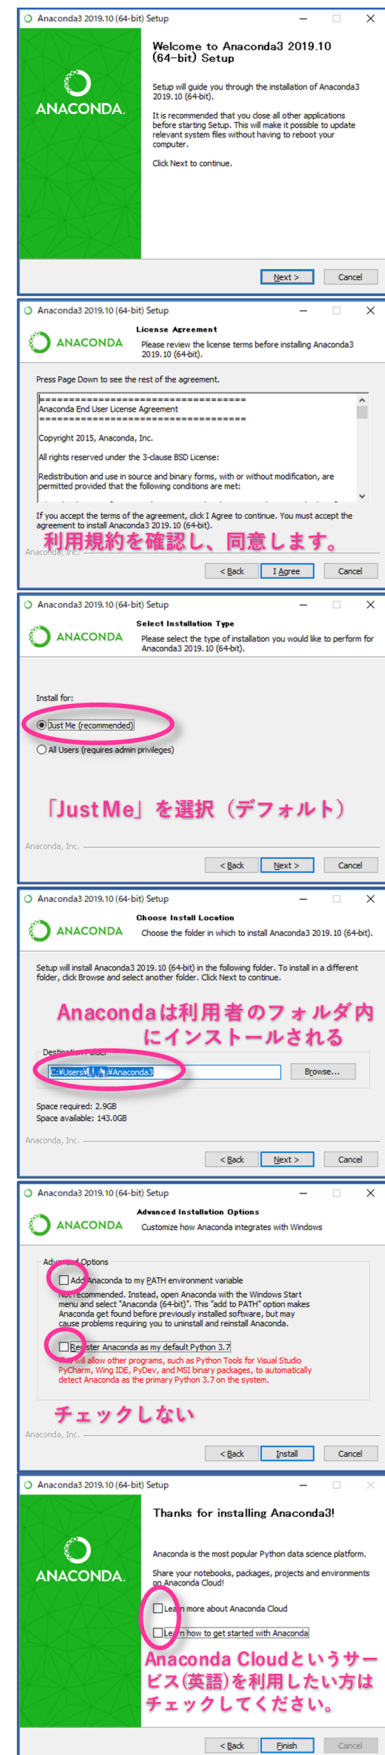 Anaconda3 2019.10 (64-bit) Setup
Welcome to Anaconda3 2019.10
(64-bit) Setup
Setup will guide you through the installation of Anaconda3
2019.10 (64-bit).
It is recommended that you close all other applications
before starting Setup. This will make it possible to update
relevant system files without having to reboot your
computer.
Click Next to continue.
ANACONDA.
Next >
Cancel
Anaconda3 2019.10 (64-bit) Setup
License Agreement
ANACONDA
Please review the license terms before installing Anaconda3
2019.10 (64-bit).
Press Page Down to see the rest of the agreement.
===================================
Anaconda End User License Agreement
===================================
Copyright 2015, Anaconda, Inc.
All rights reserved under the 3-clause BSD License:
Redistribution and use in source and binary forms, with or without modification, are
permitted provided that the following conditions are met:
If you accept the terms of the agreement, click I Agree to continue. You must accept the
agreement to install Anaconda3 2019.10 (64-bit).
利用規約を確認し、同意します。
Anaconda, Inc.
< Back
I Agree
Cancel
Anaconda3 2019.10 (64-bit) Setup
Select Installation Type
ANACONDA
Please select the type of installation you would like to perform for
Anaconda3 2019.10 (64-bit).
Install for:
Just Me (recommended)
All Users (requires admin privileges)
「Just Me」を選択（デフォルト）
Anaconda, Inc.
< Back
Next >
Cancel
Anaconda3 2019.10 (64-bit) Setup
Choose Install Location
ANACONDA
Choose the folder in which to install Anaconda3 2019.10 (64-bit).
Setup will install Anaconda3 2019.10 (64-bit) in the following folder. To install in a different
folder, click Browse and select another folder. Click Next to continue.
Anacondaは利用者のフォルダ内
にインストールされる
Destination Folder
C:¥Users¥ ¥Anaconda3
Browse...
Space required: 2.9GB
Space available: 143.0GB
Anaconda, Inc.
< Back
Next >
Cancel
Anaconda3 2019.10 (64-bit) Setup
Advanced Installation Options
ANACONDA
Customize how Anaconda integrates with Windows
Advanced Options
Add Anaconda to my PATH environment variable
Not recommended. Instead, open Anaconda with the Windows Start
menu and select "Anaconda (64-bit)". This "add to PATH" option makes
Anaconda get found before previously installed software, but may
cause problems requiring you to uninstall and reinstall Anaconda.
Register Anaconda as my default Python 3.7
This will allow other programs, such as Python Tools for Visual Studio
PyCharm, Wing IDE, PyDev, and MSI binary packages, to automatically
detect Anaconda as the primary Python 3.7 on the system.
チェックしない
Anaconda, Inc.
< Back
Install
Cancel
Anaconda3 2019.10 (64-bit) Setup
Thanks for installing Anaconda3!
Anaconda is the most popular Python data science platform.
Share your notebooks, packages, projects and environments
on Anaconda Cloud!
ANACONDA.
Learn more about Anaconda Cloud
Learn how to get started with Anaconda
Anaconda Cloudというサー
ビス(英語)を利用したい方は
チェックしてください。
< Back
Finish
Cancel